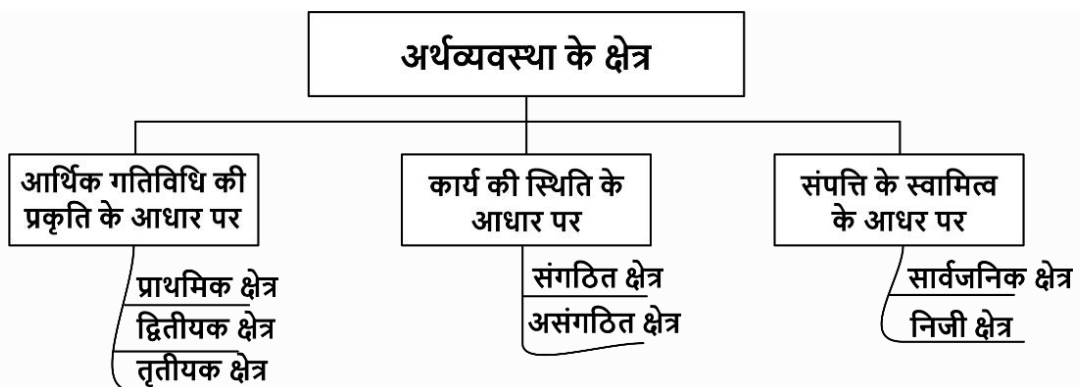 अर्थव्यवस्था के क्षेत्र
आर्थिक गतिविधि की
प्रकृति के आधार पर
प्राथमिक क्षेत्र
द्वितीयक क्षेत्र
तृतीयक क्षेत्र
कार्य की स्थिति के
आधार पर
संगठित क्षेत्र
असंगठित क्षेत्र
संपत्ति के स्वामित्व
के आधर पर
सार्वजनिक क्षेत्र
निजी क्षेत्र